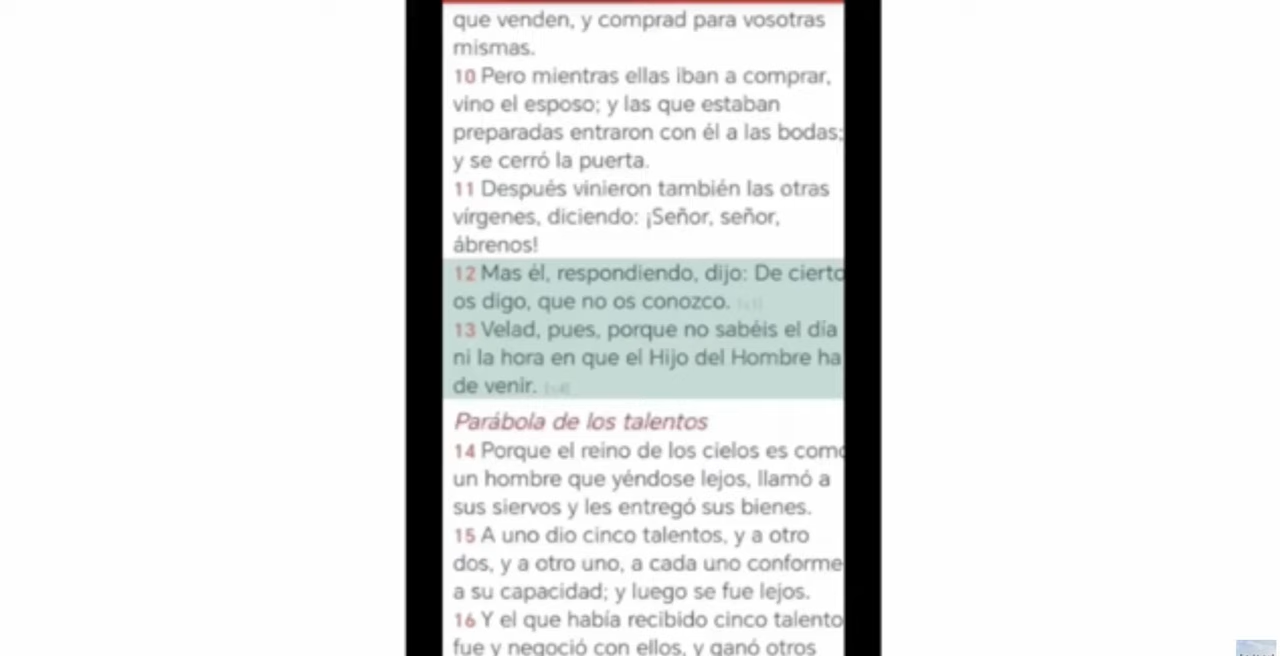 que venden, y comprad para vosotras
mismas.
10 Pero mientras ellas iban a comprar,
vino el esposo; y las que estaban
preparadas entraron con él a las bodas;
y se cerró la puerta.
11 Después vinieron también las otras
vírgenes, diciendo: ¡Señor, señor,
ábrenos!
12 Mas él, respondiendo, dijo: De cierto
os digo, que no os conozco.
13 Velad, pues, porque no sabéis el día
ni la hora en que el Hijo del Hombre ha
de venir.
Parábola de los talentos
14 Porque el reino de los cielos es como
un hombre que yéndose lejos, llamó a
sus siervos y les entregó sus bienes.
15 A uno dio cinco talentos, y a otro
dos, y a otro uno, a cada uno conforme
a su capacidad; y luego se fue lejos.
16 Y el que había recibido cinco talento
fue y negoció con ellos, y ganó otros